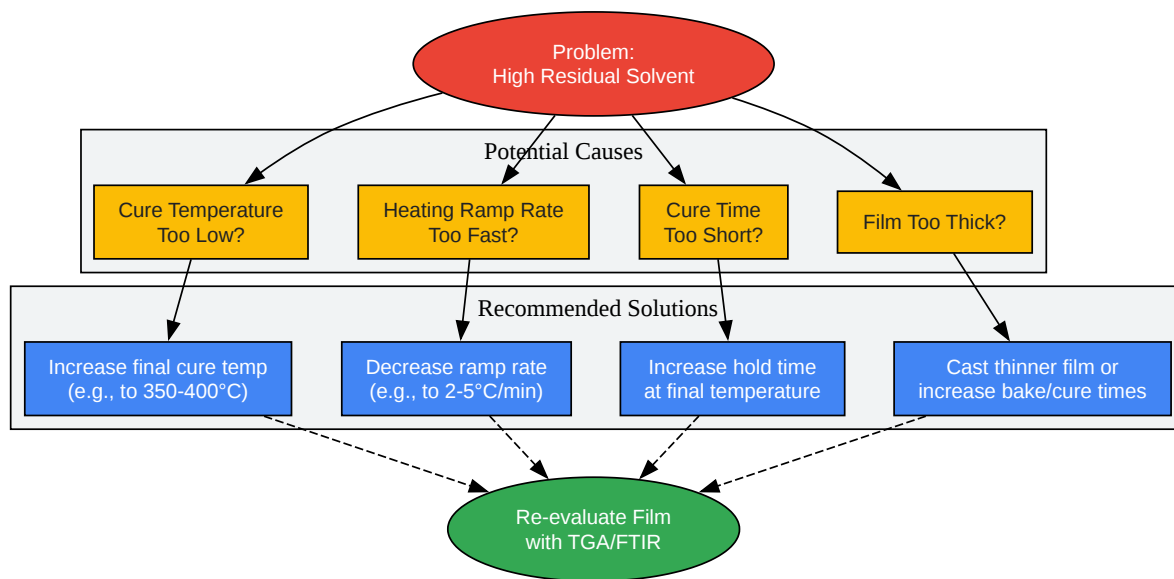 Problem:
High Residual Solvent
Potential Causes
Cure Temperature
Too Low?
Heating Ramp Rate
Too Fast?
Cure Time
Too Short?
Film Too Thick?
Recommended Solutions
Increase final cure temp
(e.g., to 350-400°C)
Decrease ramp rate
(e.g., to 2-5°C/min)
Increase hold time
at final temperature
Cast thinner film or
increase bake/cure times
Re-evaluate Film
with TGA/FTIR